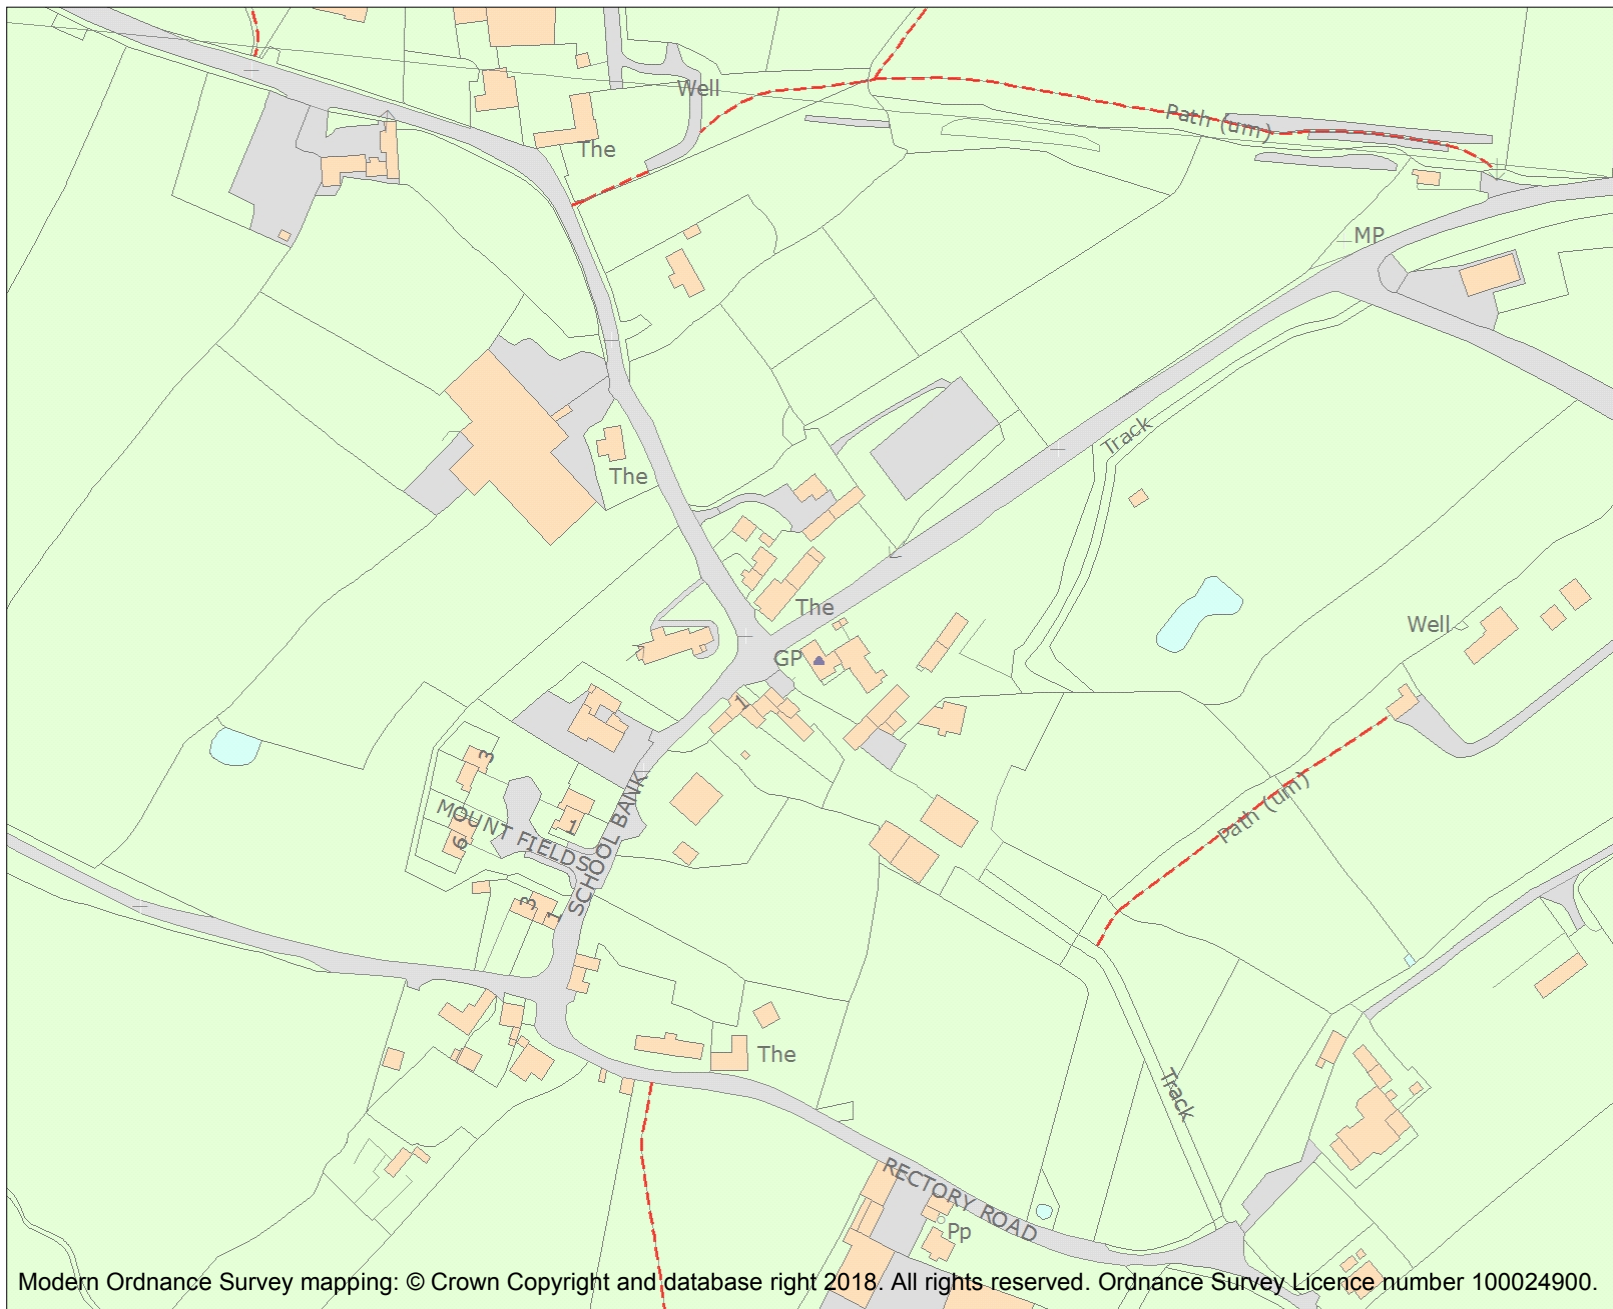 Well
The
Path (um)
MP
Track
The
The
Well
GP
1
3
MOUNT FIELDS
1
6
SCHOOL BANK
Path (um)
3
1
The
Track
RECTORY ROAD
Pp
Modern Ordnance Survey mapping: © Crown Copyright and database right 2018. All rights reserved. Ordnance Survey Licence number 100024900.